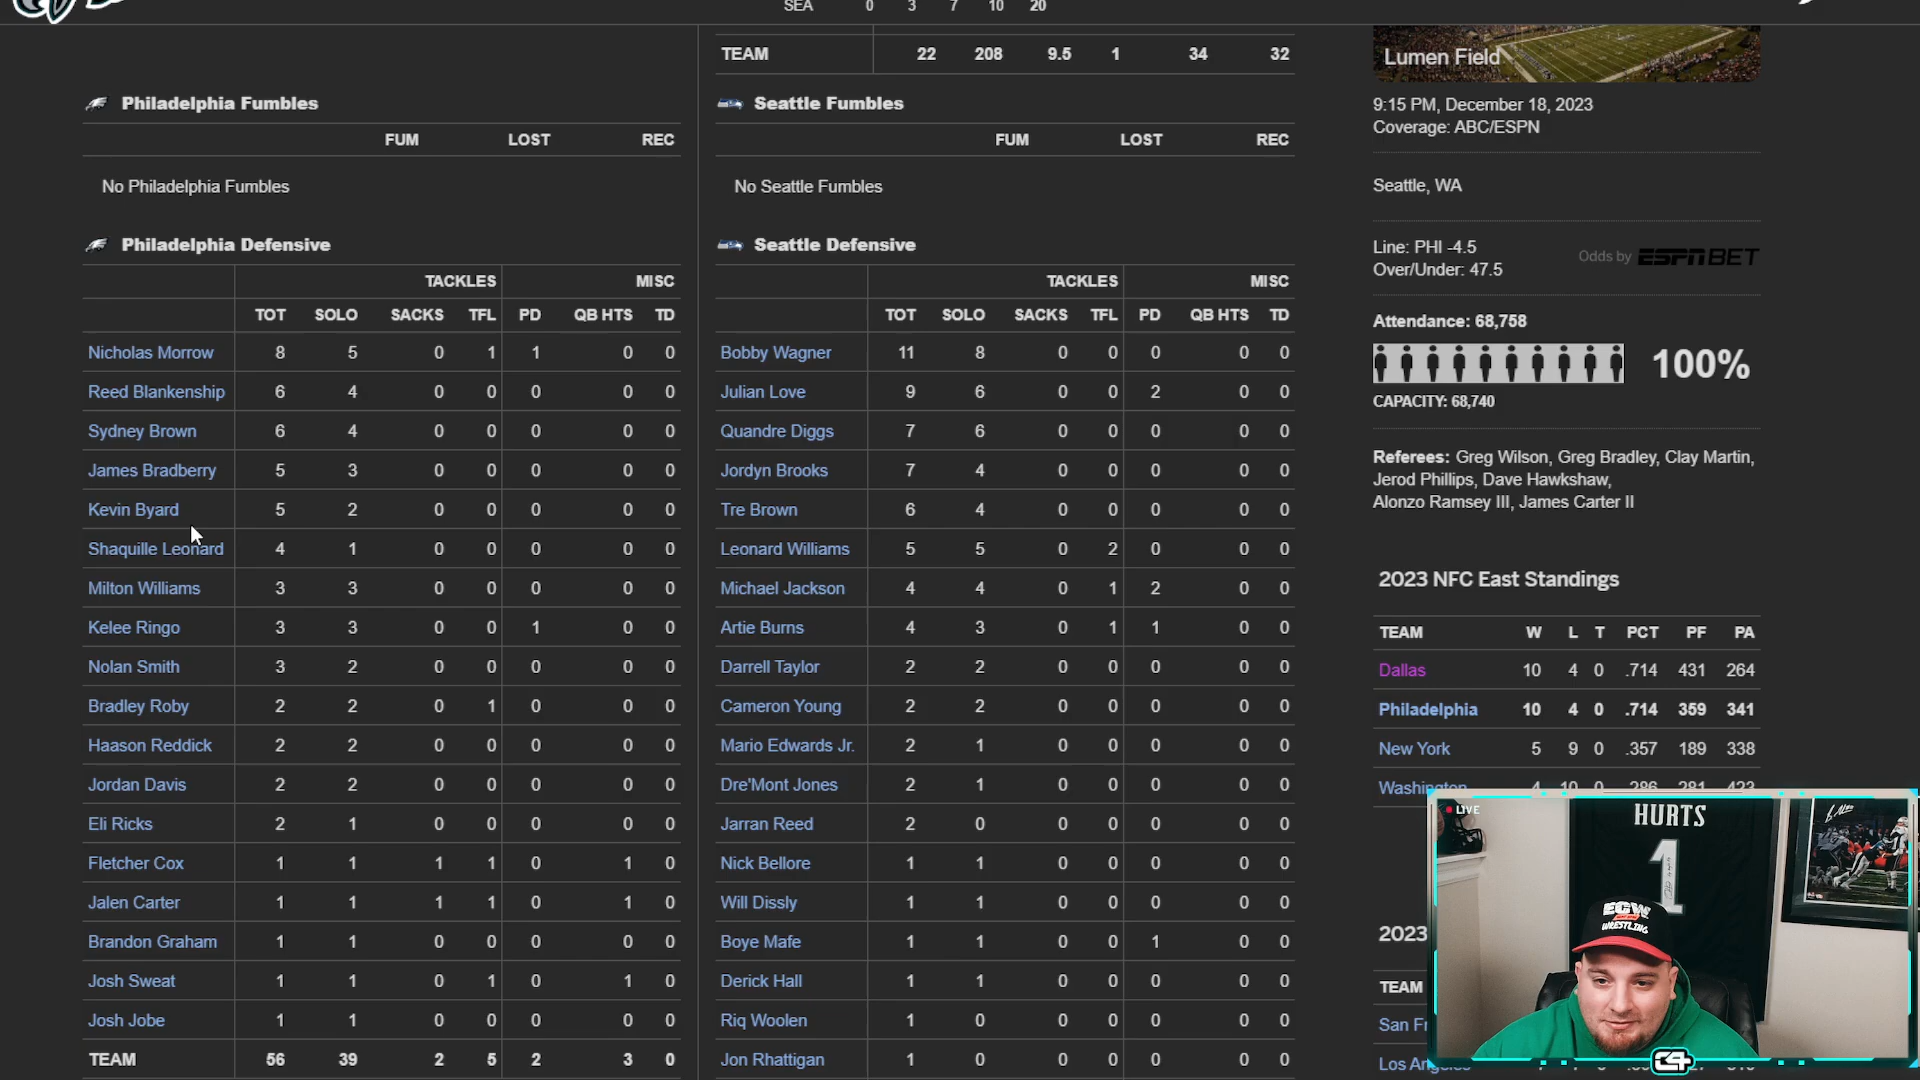 SEA 0 3 7 10 20
TEAM 22 208 9.5 1 34 32
Philadelphia Fumbles
FUM LOST REC
No Philadelphia Fumbles
Seattle Fumbles
FUM LOST REC
No Seattle Fumbles
Philadelphia Defensive
TACKLES MISC
TOT SOLO SACKS TFL PD QB HTS TD
Nicholas Morrow 8 5 0 1 1 0 0
Reed Blankenship 6 4 0 0 0 0 0
Sydney Brown 6 4 0 0 0 0 0
James Bradberry 5 3 0 0 0 0 0
Kevin Byard 5 2 0 0 0 0 0
Shaquille Leonard 4 1 0 0 0 0 0
Milton Williams 3 3 0 0 0 0 0
Kelee Ringo 3 3 0 0 1 0 0
Nolan Smith 3 2 0 0 0 0 0
Bradley Roby 2 2 0 1 0 0 0
Haason Reddick 2 2 0 0 0 0 0
Jordan Davis 2 2 0 0 0 0 0
Eli Ricks 2 1 0 0 0 0 0
Fletcher Cox 1 1 1 1 0 1 0
Jalen Carter 1 1 1 1 0 1 0
Brandon Graham 1 1 0 0 0 0 0
Josh Sweat 1 1 0 1 0 1 0
Josh Jobe 1 1 0 0 0 0 0
TEAM 56 39 2 5 2 3 0
Seattle Defensive
TACKLES MISC
TOT SOLO SACKS TFL PD QB HTS TD
Bobby Wagner 11 8 0 0 0 0 0
Julian Love 9 6 0 0 2 0 0
Quandre Diggs 7 6 0 0 0 0 0
Jordyn Brooks 7 4 0 0 0 0 0
Tre Brown 6 4 0 0 0 0 0
Leonard Williams 5 5 0 2 0 0 0
Michael Jackson 4 4 0 1 2 0 0
Artie Burns 4 3 0 1 1 0 0
Darrell Taylor 2 2 0 0 0 0 0
Cameron Young 2 2 0 0 0 0 0
Mario Edwards Jr. 2 1 0 0 0 0 0
Dre'Mont Jones 2 1 0 0 0 0 0
Jarran Reed 2 0 0 0 0 0 0
Nick Bellore 1 1 0 0 0 0 0
Will Dissly 1 1 0 0 0 0 0
Boye Mafe 1 1 0 0 1 0 0
Derick Hall 1 1 0 0 0 0 0
Riq Woolen 1 0 0 0 0 0 0
Jon Rhattigan 1 0 0 0 0 0 0
Lumen Field
9:15 PM, December 18, 2023
Coverage: ABC/ESPN
Seattle, WA
Line: PHI -4.5
Over/Under: 47.5
Odds by ESPN BET
Attendance: 68,758
100%
CAPACITY: 68,740
Referees: Greg Wilson, Greg Bradley, Clay Martin,
Jerod Phillips, Dave Hawkshaw,
Alonzo Ramsey III, James Carter II
2023 NFC East Standings
TEAM W L T PCT PF PA
Dallas 10 4 0 .714 431 264
Philadelphia 10 4 0 .714 359 341
New York 5 9 0 .357 189 338
Washington 4 10 0 .286 281 423
2023
TEAM
San Fr
Los Angeles
LIVE
HURTS
1
ECW
WRESTLING
C4